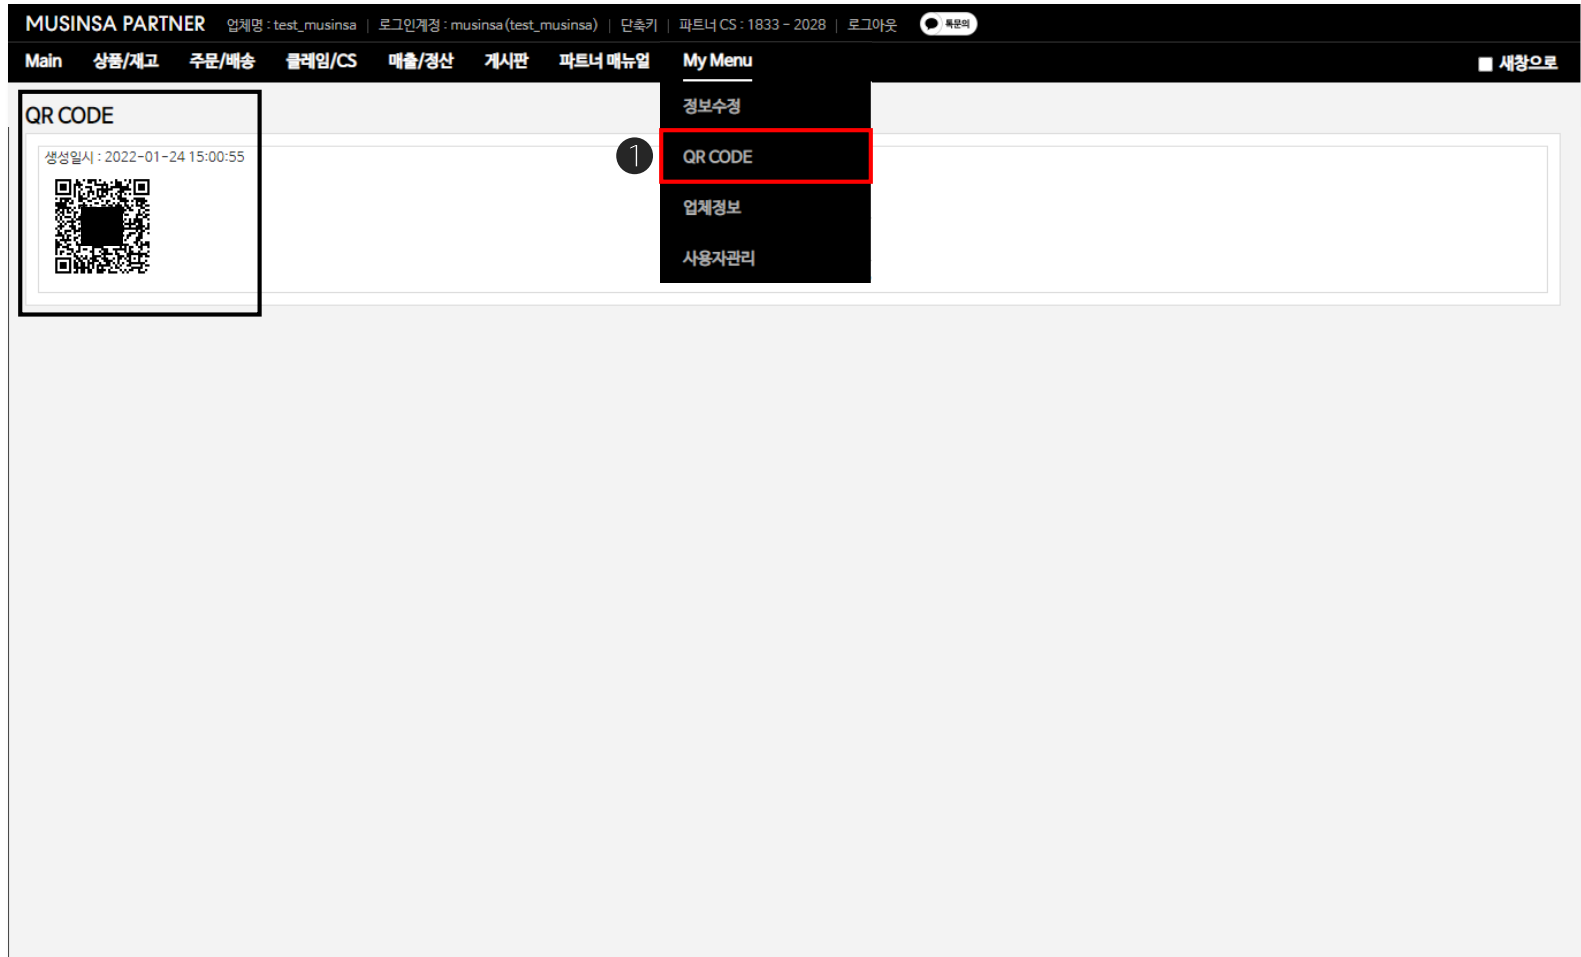 MUSINSA PARTNER 업체명 : test_musinsa | 로그인계정 : musinsa (test_musinsa) | 단축키 | 파트너 CS : 1833 - 2028 | 로그아웃 톡문의
Main 상품/재고 주문/배송 클레임/CS 매출/정산 게시판 파트너 매뉴얼 My Menu 새창으로
정보수정
QR CODE
생성일시 : 2022-01-24 15:00:55
1 QR CODE
업체정보
사용자관리